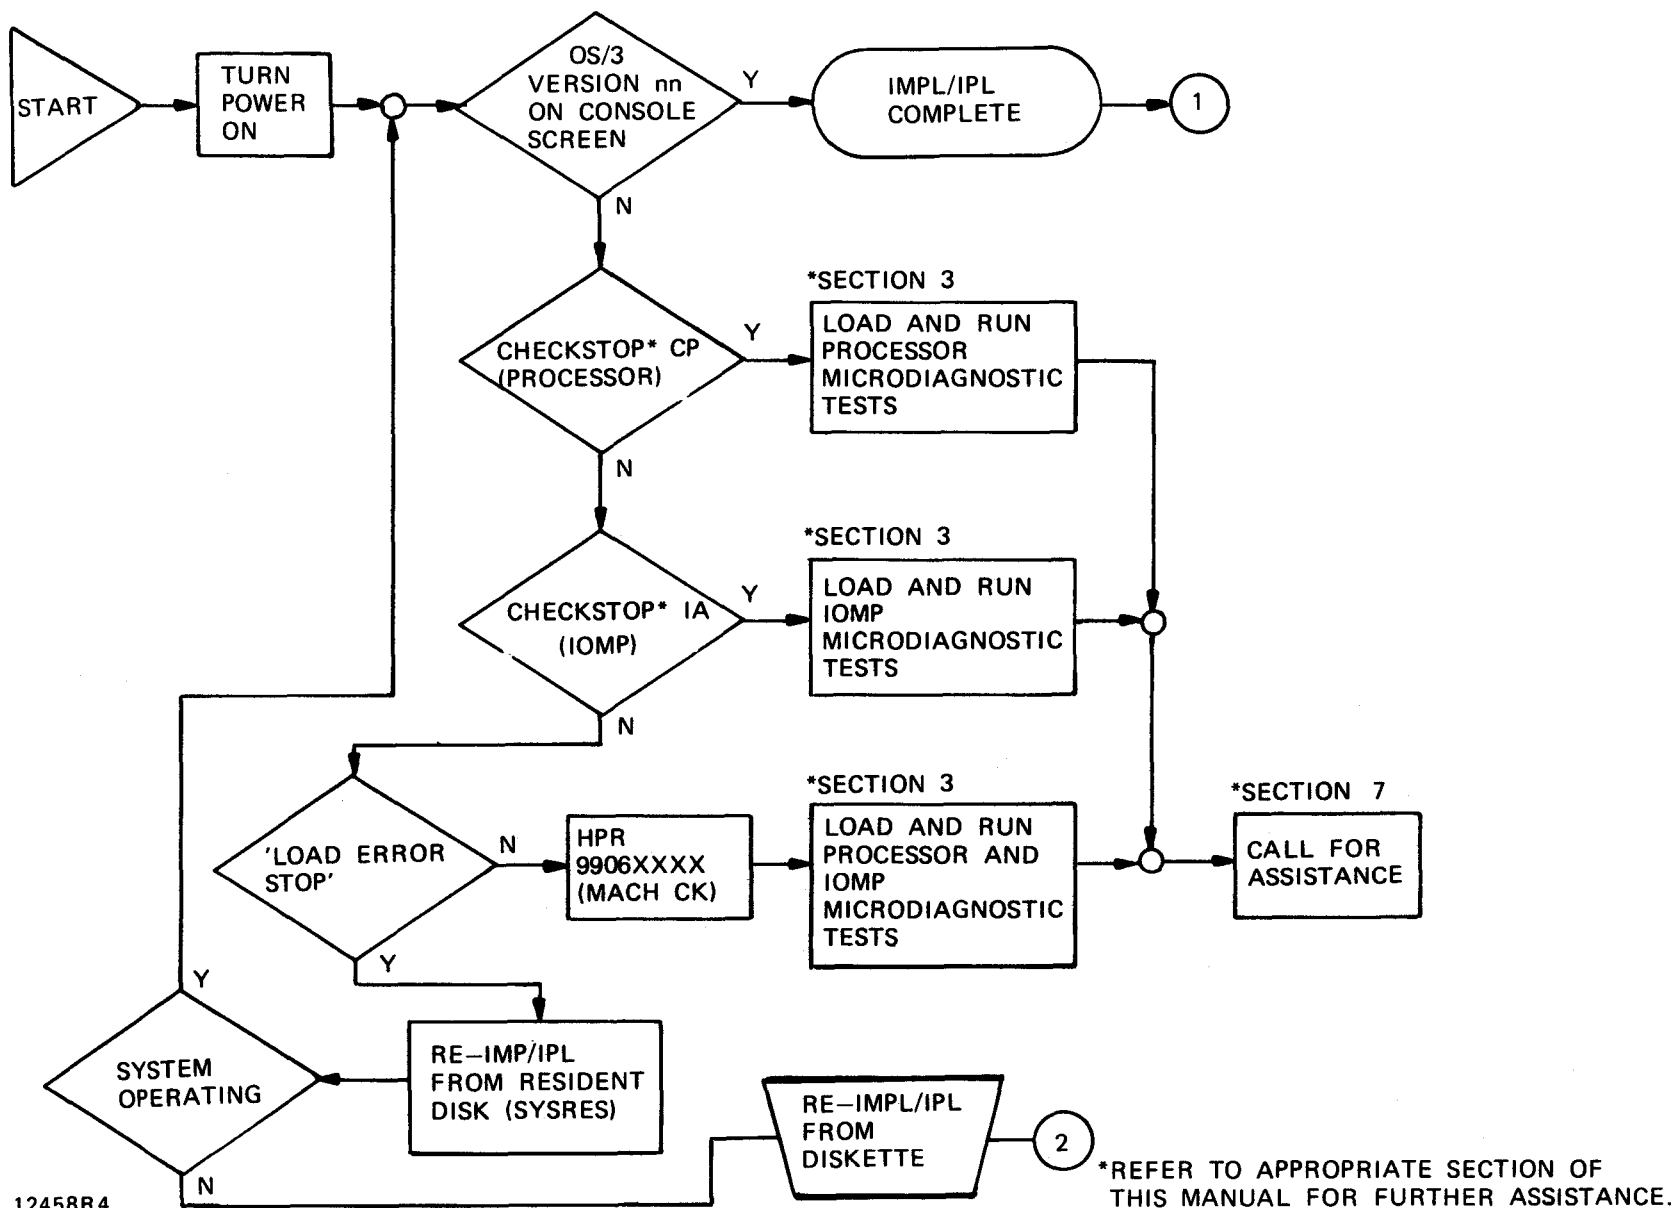 START
TURN
POWER
ON
OS/3
VERSION nn
ON CONSOLE
SCREEN
Y
IMPL/IPL
COMPLETE
1
N
CHECKSTOP* CP
(PROCESSOR)
Y
*SECTION 3
LOAD AND RUN
PROCESSOR
MICRODIAGNOSTIC
TESTS
N
CHECKSTOP* IA
(IOMP)
Y
*SECTION 3
LOAD AND RUN
IOMP
MICRODIAGNOSTIC
TESTS
N
'LOAD ERROR
STOP'
N
HPR
9906XXXX
(MACH CK)
*SECTION 3
LOAD AND RUN
PROCESSOR AND
IOMP
MICRODIAGNOSTIC
TESTS
*SECTION 7
CALL FOR
ASSISTANCE
Y
RE–IMP/IPL
FROM RESIDENT
DISK (SYSRES)
Y
SYSTEM
OPERATING
N
RE–IMPL/IPL
FROM
DISKETTE
2
*REFER TO APPROPRIATE SECTION OF
THIS MANUAL FOR FURTHER ASSISTANCE.
12458R4